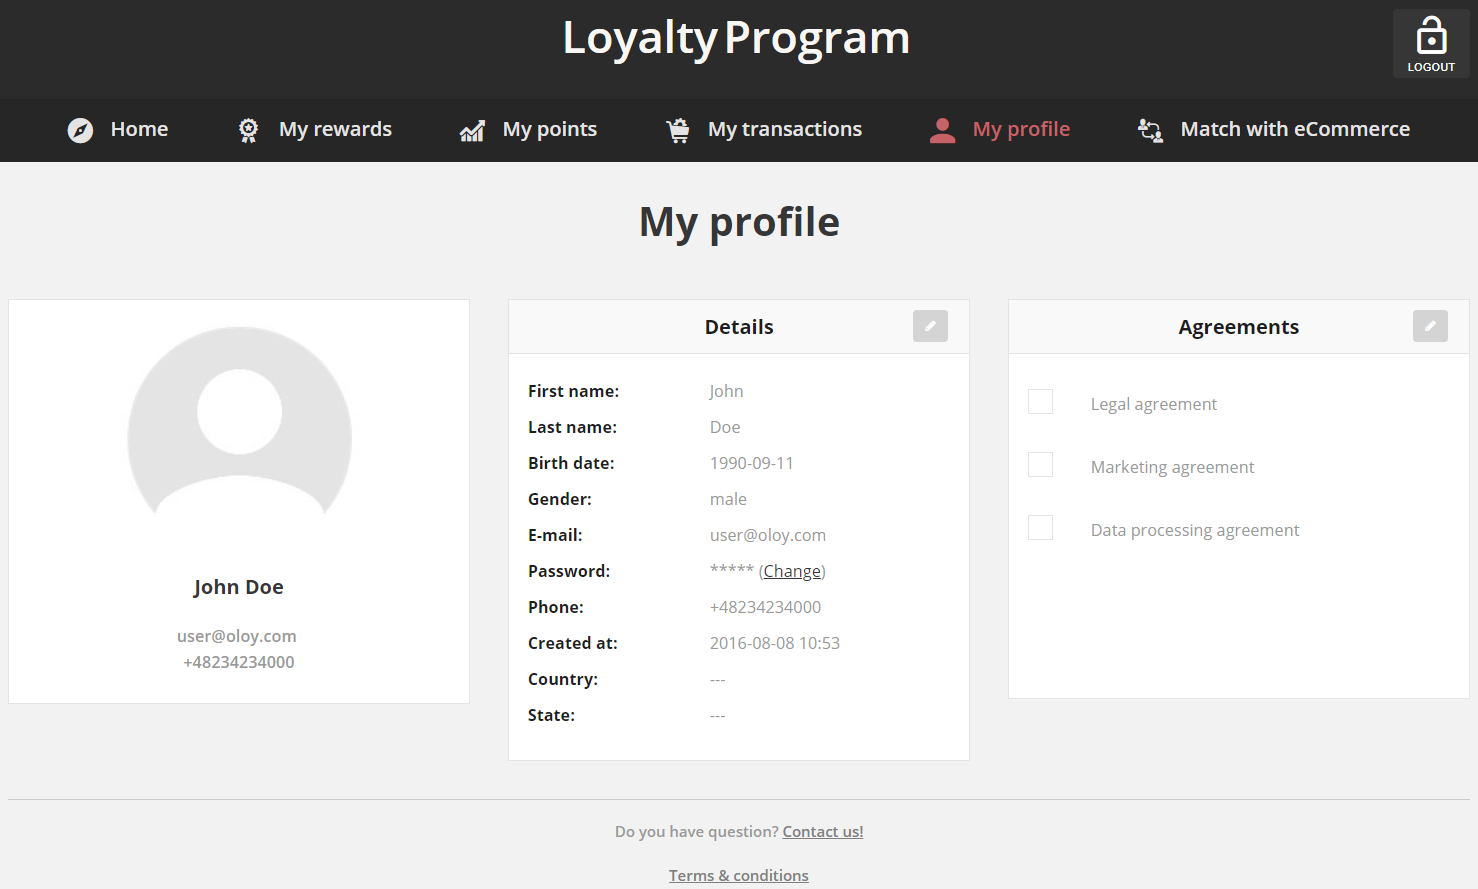 Loyalty Program
LOGOUT
Home
My rewards
My points
My transactions
My profile
Match with eCommerce
My profile
John Doe
user@oloy.com
+48234234000
Details
First name: John
Last name: Doe
Birth date: 1990-09-11
Gender: male
E-mail: user@oloy.com
Password: ***** (Change)
Phone: +48234234000
Created at: 2016-08-08 10:53
Country: ---
State: ---
Agreements
Legal agreement
Marketing agreement
Data processing agreement
Do you have question? Contact us!
Terms & conditions